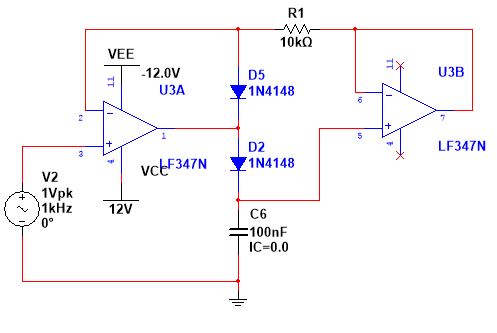 R1
10kΩ
VEE
-12.0V
11
U3A
2
3
1
4
LF347N
VCC
12V
D5
1N4148
D2
1N4148
11
U3B
6
5
7
4
LF347N
V2
1Vpk
1kHz
0°
C6
100nF
IC=0.0